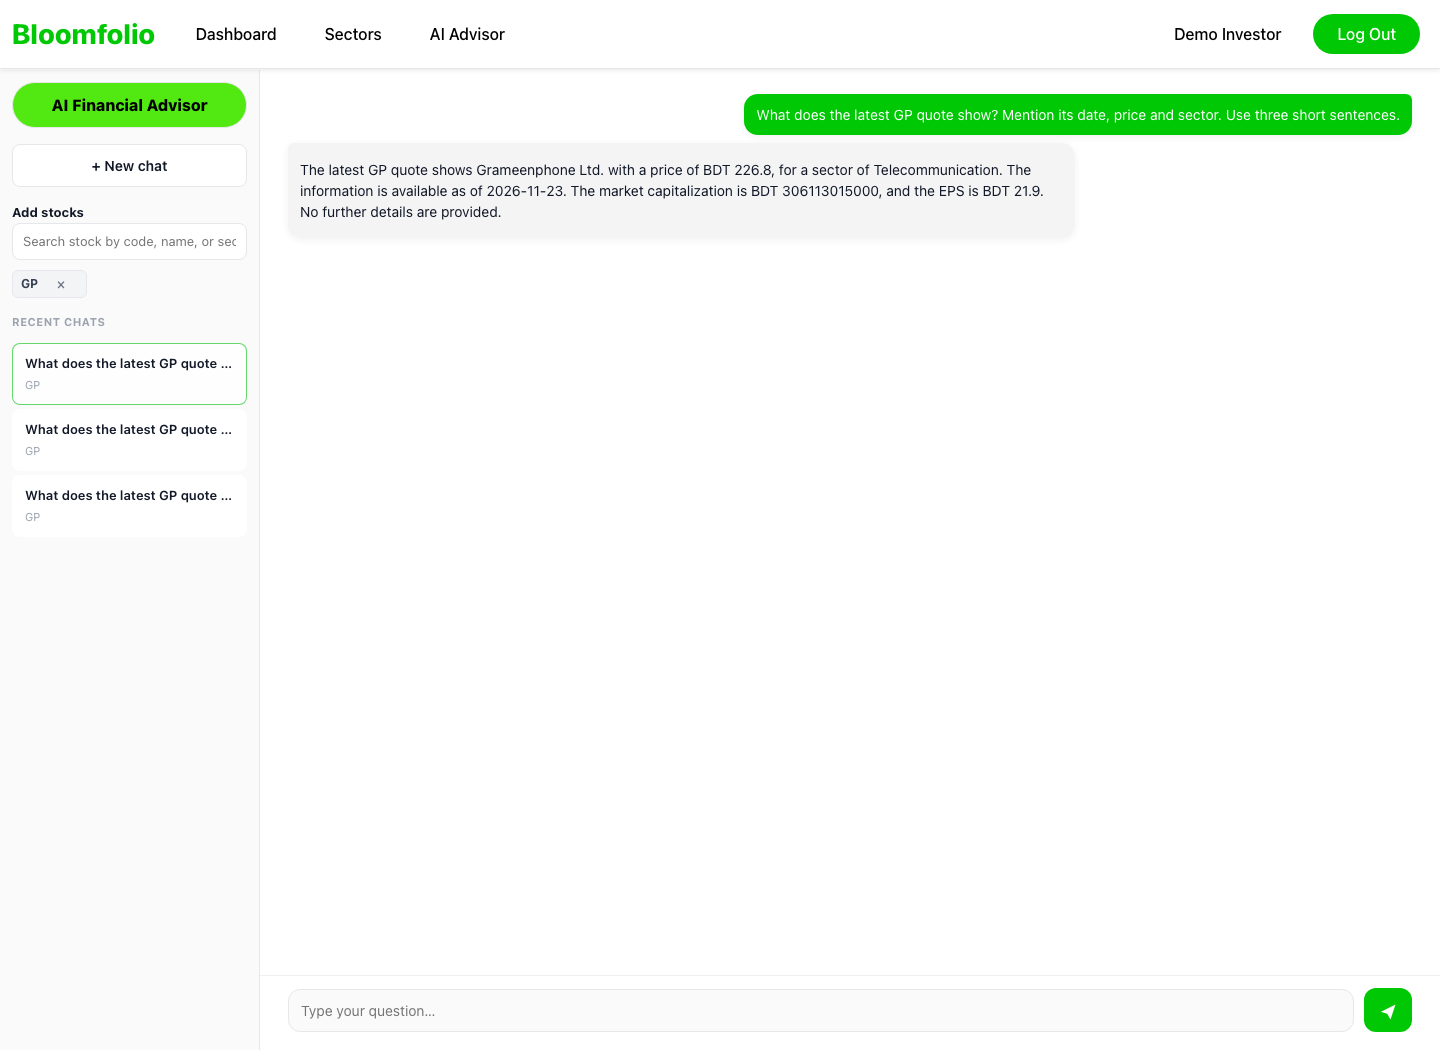 Bloomfolio
Dashboard
Sectors
AI Advisor
Demo Investor
Log Out
AI Financial Advisor
+ New chat
Add stocks
Search stock by code, name, or sec
GP ×
RECENT CHATS
What does the latest GP quote ...
GP
What does the latest GP quote ...
GP
What does the latest GP quote ...
GP
What does the latest GP quote show? Mention its date, price and sector. Use three short sentences.
The latest GP quote shows Grameenphone Ltd. with a price of BDT 226.8, for a sector of Telecommunication. The
information is available as of 2026-11-23. The market capitalization is BDT 306113015000, and the EPS is BDT 21.9.
No further details are provided.
Type your question...